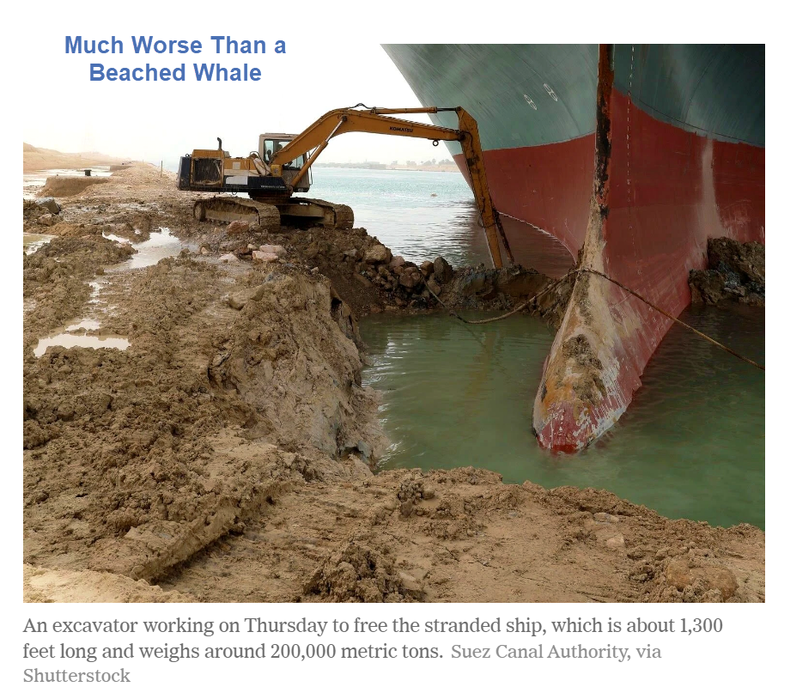 Much Worse Than a
Beached Whale
KOMATSU
An excavator working on Thursday to free the stranded ship, which is about 1,300
feet long and weighs around 200,000 metric tons. Suez Canal Authority, via
Shutterstock